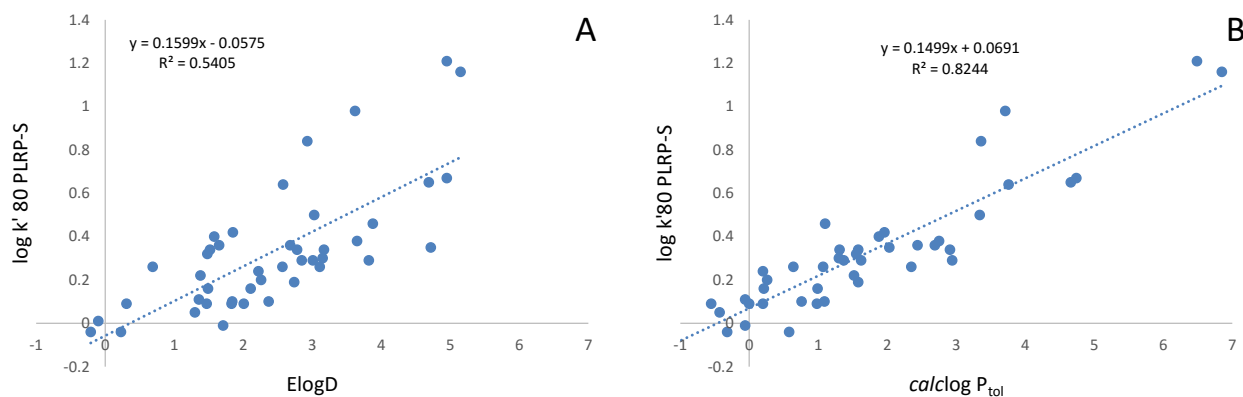 A
y = 0.1599x - 0.0575
R² = 0.5405
log k' 80 PLRP-S
1.4
1.2
1
0.8
0.6
0.4
0.2
0
-0.2
-1 0 1 2 3 4 5 6 7
ElogD
B
y = 0.1499x + 0.0691
R² = 0.8244
log k'80 PLRP-S
1.4
1.2
1
0.8
0.6
0.4
0.2
0
-0.2
-1 0 1 2 3 4 5 6 7
calclog Ptol